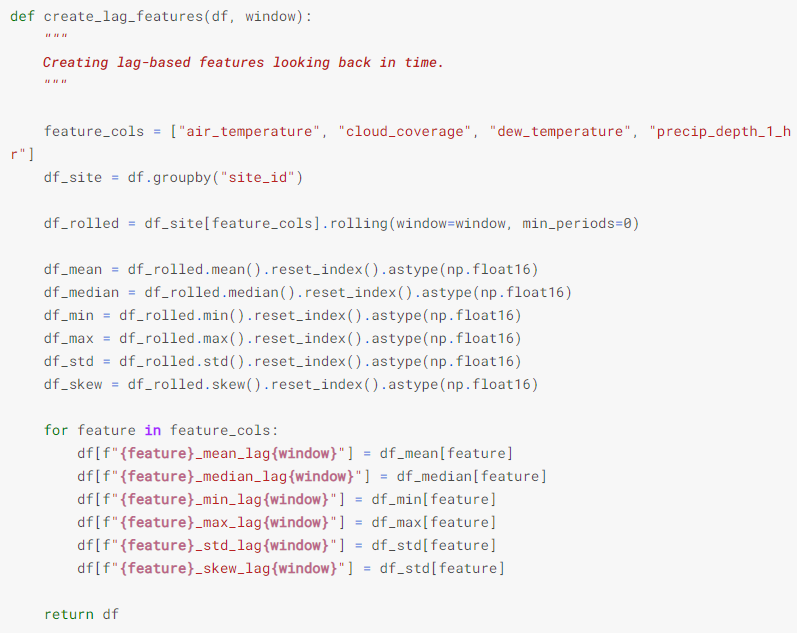 def create_lag_features(df, window):
    """
    Creating lag-based features looking back in time.
    """
    feature_cols = ["air_temperature", "cloud_coverage", "dew_temperature", "precip_depth_1_h
r"]
    df_site = df.groupby("site_id")
    df_rolled = df_site[feature_cols].rolling(window=window, min_periods=0)
    df_mean = df_rolled.mean().reset_index().astype(np.float16)
    df_median = df_rolled.median().reset_index().astype(np.float16)
    df_min = df_rolled.min().reset_index().astype(np.float16)
    df_max = df_rolled.max().reset_index().astype(np.float16)
    df_std = df_rolled.std().reset_index().astype(np.float16)
    df_skew = df_rolled.skew().reset_index().astype(np.float16)
    for feature in feature_cols:
        df[f"{feature}_mean_lag{window}"] = df_mean[feature]
        df[f"{feature}_median_lag{window}"] = df_median[feature]
        df[f"{feature}_min_lag{window}"] = df_min[feature]
        df[f"{feature}_max_lag{window}"] = df_max[feature]
        df[f"{feature}_std_lag{window}"] = df_std[feature]
        df[f"{feature}_skew_lag{window}"] = df_std[feature]
    return df